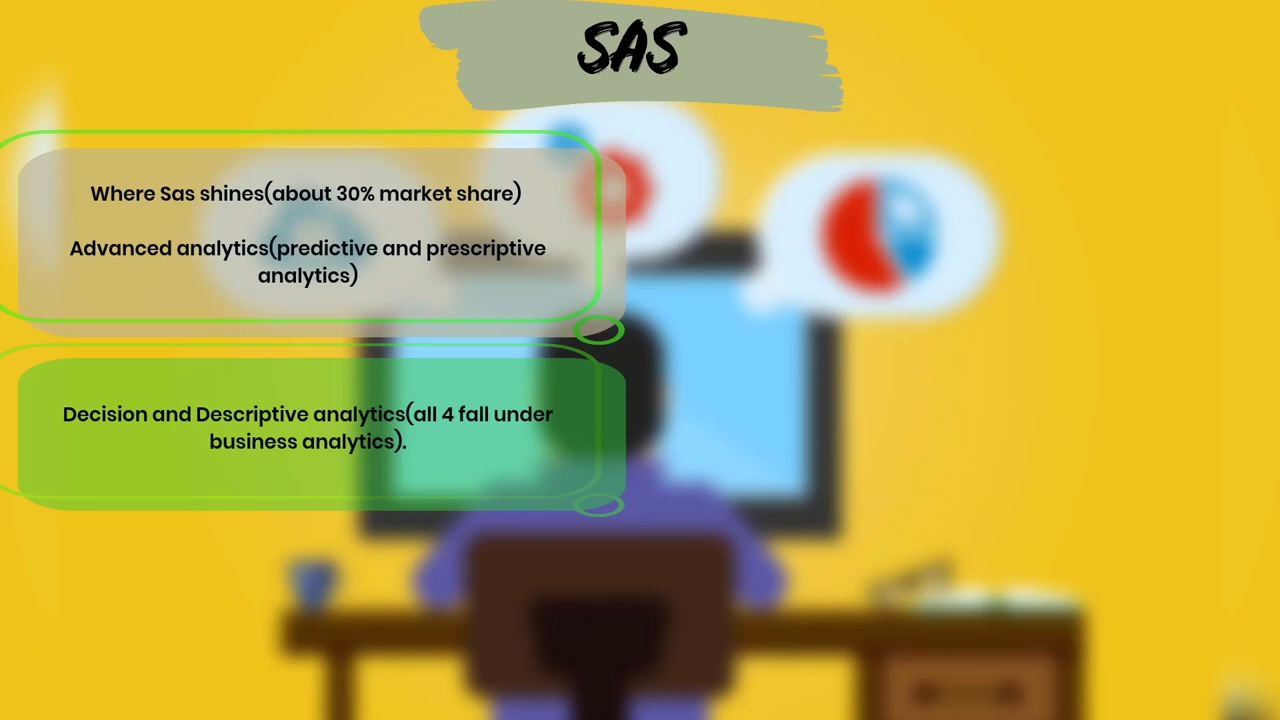 SAS
Where Sas shines(about 30% market share)
Advanced analytics(predictive and prescriptive
analytics)
Decision and Descriptive analytics(all 4 fall under
business analytics).